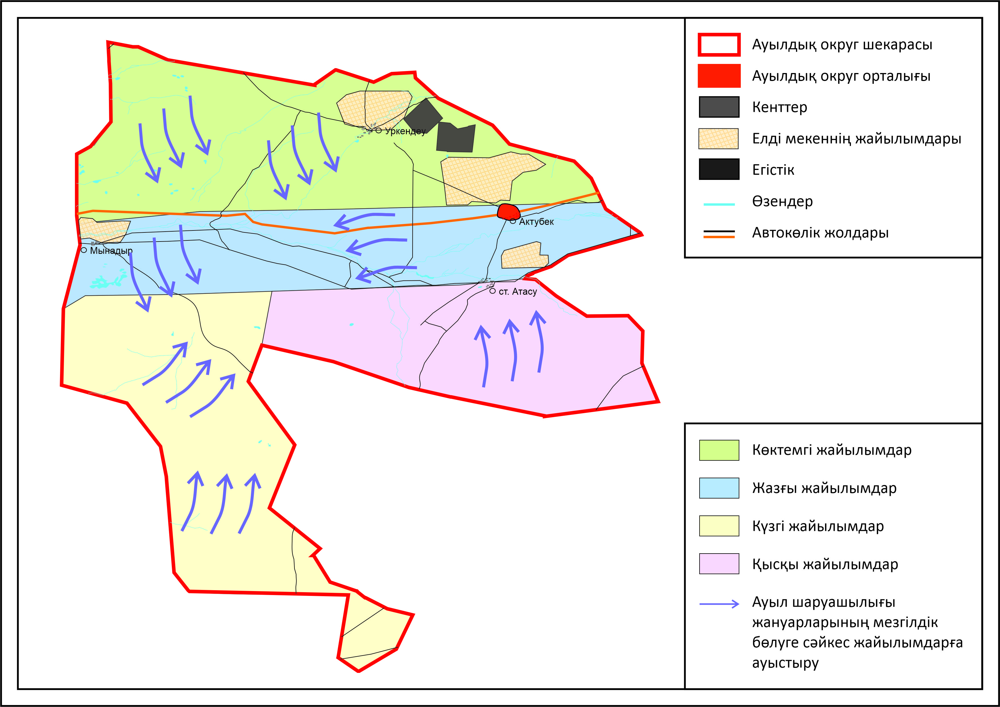 Ауылдық округ шекарасы
Ауылдық округ орталығы
Кенттер
Елді мекеннің жайылымдары
Егістік
Өзендер
Автокөлік жолдары
Уркендеу
Актубек
Мынадыр
ст. Атасу
Көктемгі жайылымдар
Жазғы жайылымдар
Күзгі жайылымдар
Қысқы жайылымдар
Ауыл шаруашылығы
жануарларының мезгілдік
бөлуге сәйкес жайылымдарға
ауыстыру